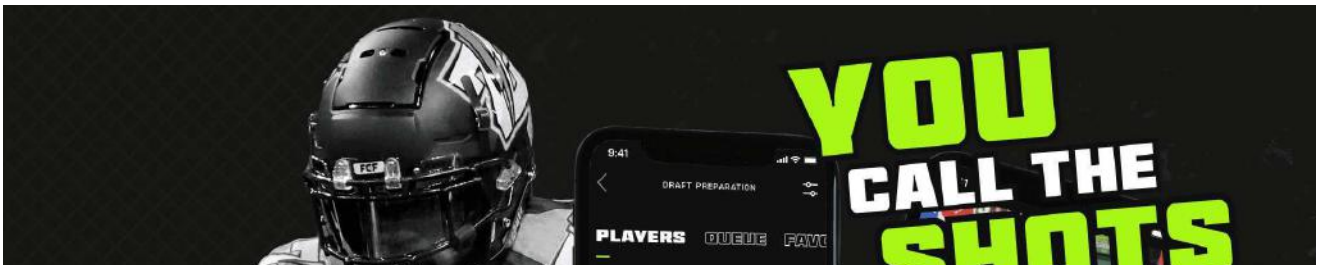 YOU
CALL THE
SHOTS
FCF
9:41
DRAFT PREPARATION
PLAYERS QUEUE